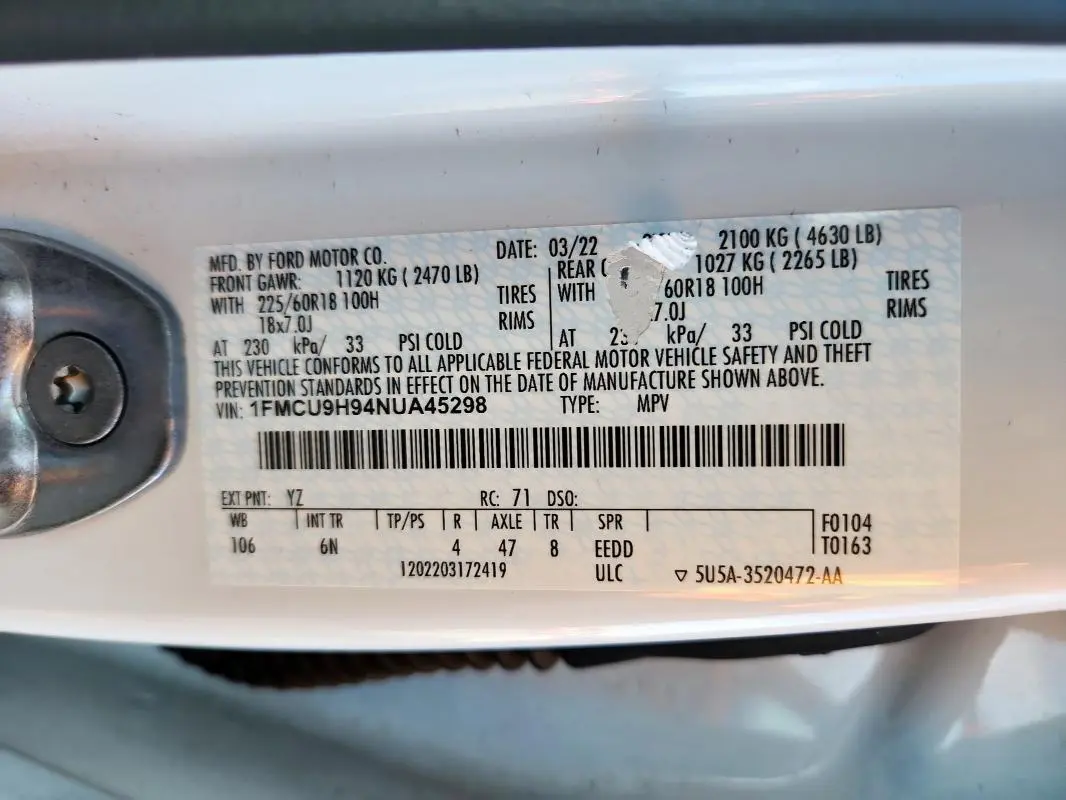 MFD. BY FORD MOTOR CO. DATE: 03/22 2100 KG ( 4630 LB)
FRONT GAWR: 1120 KG ( 2470 LB) REAR 1027 KG ( 2265 LB)
WITH 225/60R18 100H TIRES WITH /60R18 100H TIRES
18x7.0J RIMS 7.0J RIMS
AT 230 kPa/ 33 PSI COLD AT kPa/ 33 PSI COLD
THIS VEHICLE CONFORMS TO ALL APPLICABLE FEDERAL MOTOR VEHICLE SAFETY AND THEFT
PREVENTION STANDARDS IN EFFECT ON THE DATE OF MANUFACTURE SHOWN ABOVE.
VIN: 1FMCU9H94NUA45298 TYPE: MPV
EXT PNT: YZ RC: 71 DSO:
WB INT TR TP/PS R AXLE TR SPR F0104
106 6N 4 47 8 EEDD T0163
1202203172419 ULC ▽ 5U5A-3520472-AA